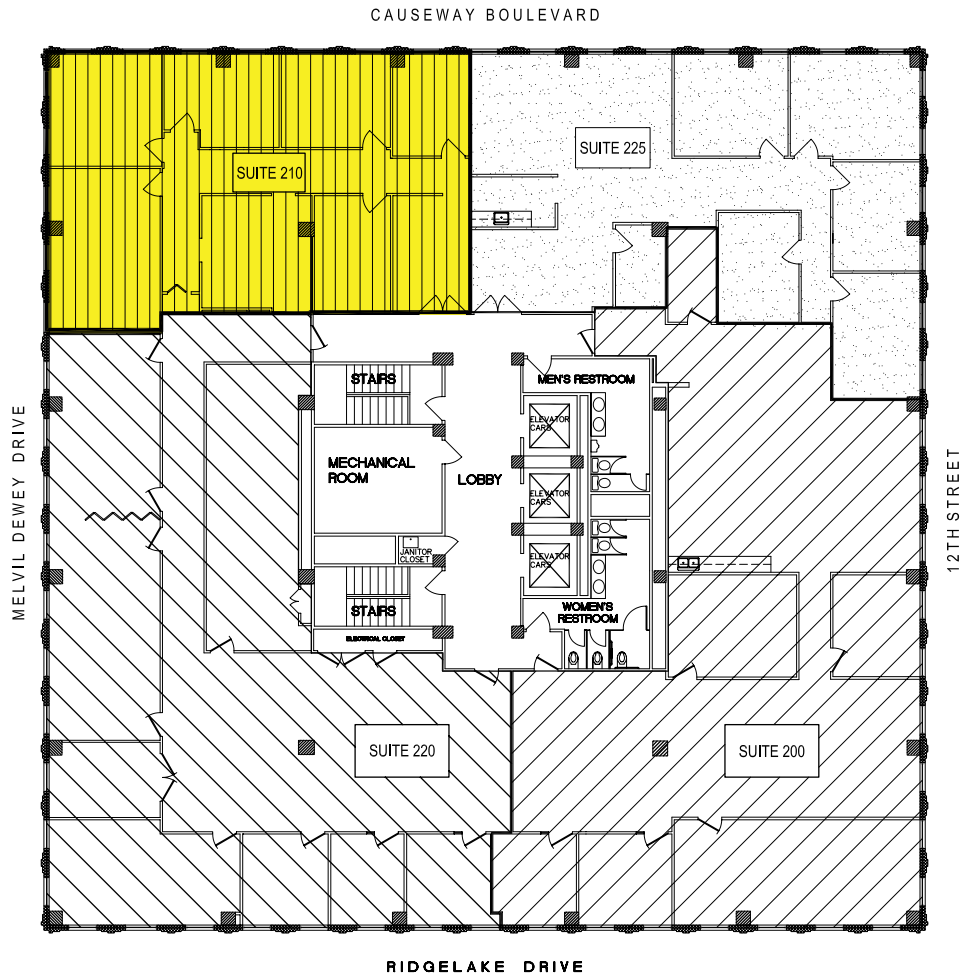 CAUSEWAY BOULEVARD
SUITE 225
SUITE 210
STAIRS
MEN'S RESTROOM
MELVIL DEWEY DRIVE
ELEVATOR
CARS
MECHANICAL
ROOM
LOBBY
12TH STREET
ELEVATOR
CARS
JANITOR
CLOSET
ELEVATOR
CARS
STAIRS
WOMEN'S
RESTROOM
ELECTRICAL CLOSET
SUITE 220
SUITE 200
RIDGELAKE DRIVE